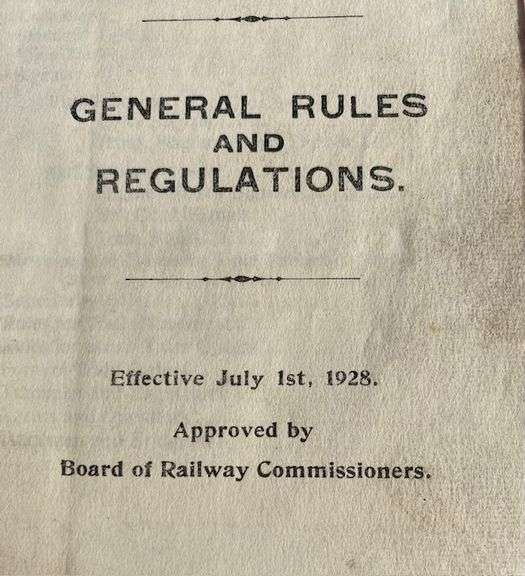 GENERAL RULES
AND
REGULATIONS.
Effective July 1st, 1928.
Approved by
Board of Railway Commissioners.